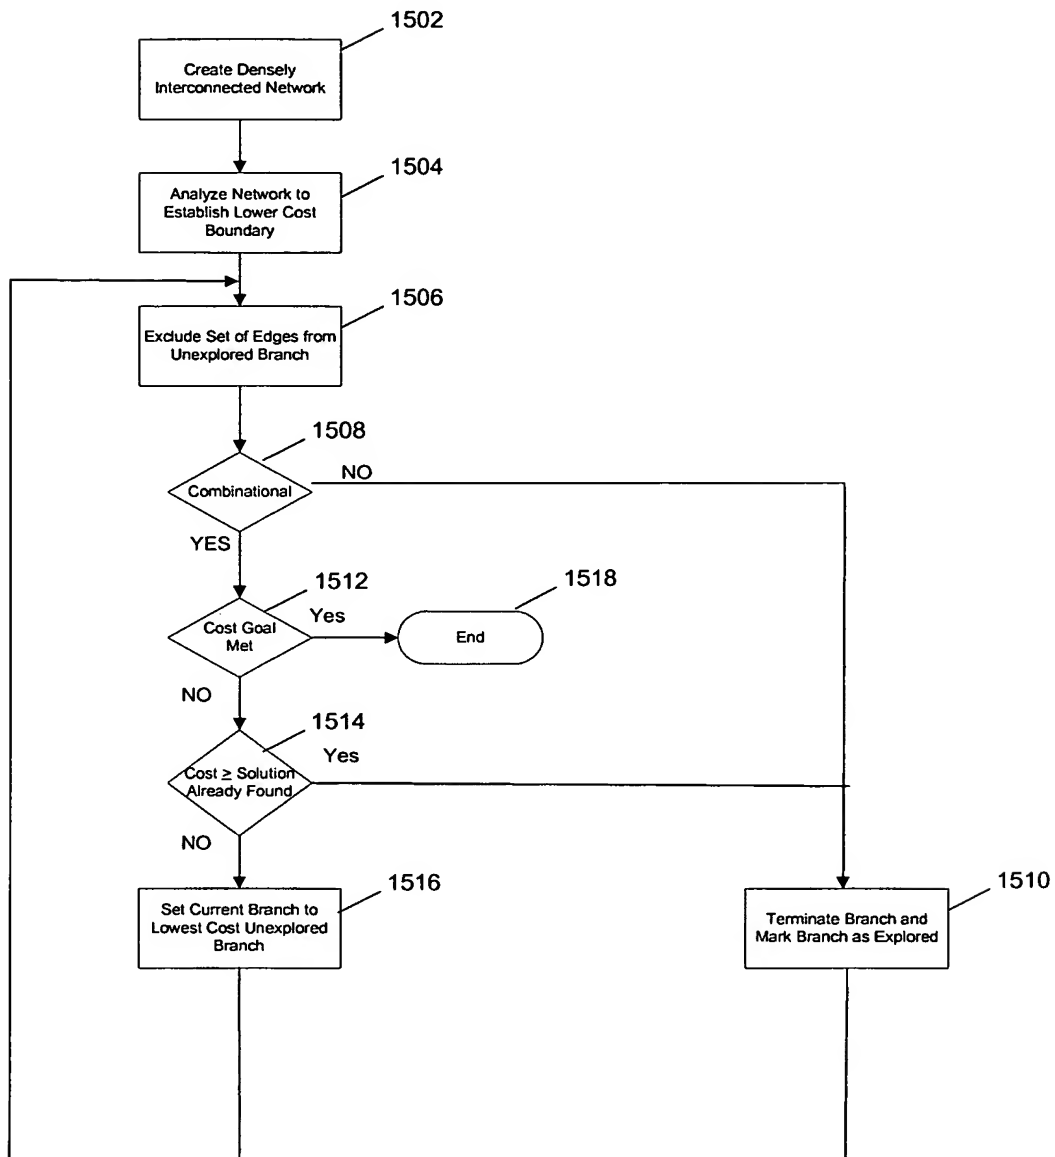 1502
Create Densely
Interconnected Network
1504
Analyze Network to
Establish Lower Cost
Boundary
1506
Exclude Set of Edges from
Unexplored Branch
1508
Combinational
NO
YES
1512
Cost Goal
Met
Yes
1518
End
NO
1514
Cost ≥ Solution
Already Found
Yes
NO
1516
Set Current Branch to
Lowest Cost Unexplored
Branch
1510
Terminate Branch and
Mark Branch as Explored